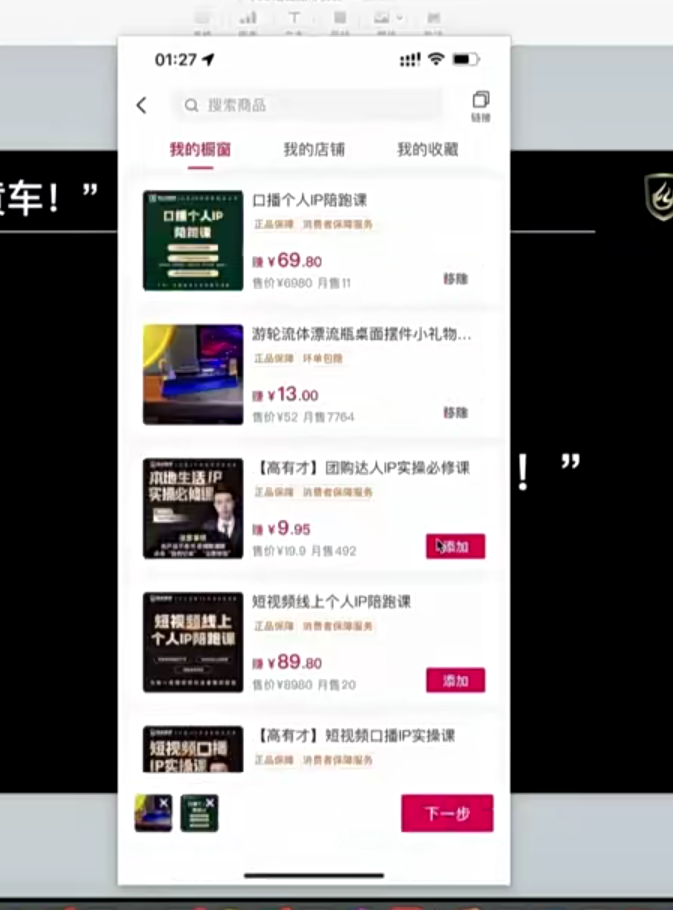 01:27
搜索商品
链接
我的橱窗
我的店铺
我的收藏
货车！”
！”
口播个人IP
陪跑课
口播个人IP陪跑课
正品保障 消费者保障服务
赚 ¥69.80
售价¥6980 月售11
移除
游轮流体漂流瓶桌面摆件小礼物...
正品保障 坏单包赔
赚 ¥13.00
售价¥52 月售7764
移除
本地生活IP
实操必修课
【高有才】团购达人IP实操必修课
正品保障 消费者保障服务
赚 ¥9.95
售价¥19.9 月售492
添加
短视频线上
个人IP陪跑课
短视频线上个人IP陪跑课
正品保障 消费者保障服务
赚 ¥89.80
售价¥8980 月售20
添加
短视频口播
IP实操课
【高有才】短视频口播IP实操课
正品保障 消费者保障服务
下一步